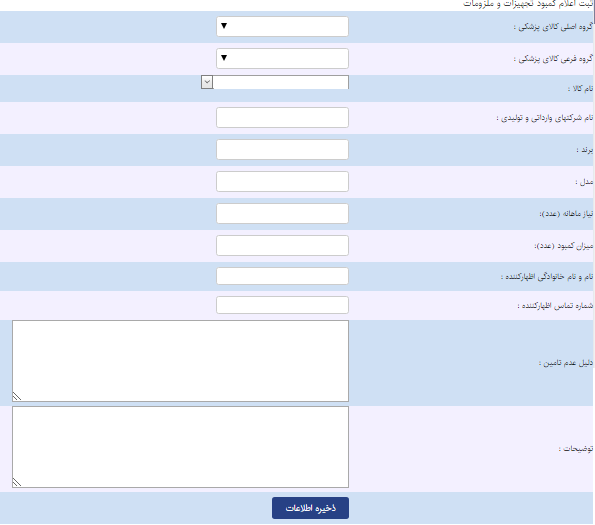 ثبت اعلام کمبود تجهیزات و ملزومات
گروه اصلی کالای پزشکی :
گروه فرعی کالای پزشکی :
نام کالا :
نام شرکتهای وارداتی و تولیدی :
برند :
مدل :
نیاز ماهانه (عدد):
میزان کمبود (عدد):
نام و نام خانوادگی اظهارکننده :
شماره تماس اظهارکننده :
دلیل عدم تامین :
توضیحات :
ذخیره اطلاعات